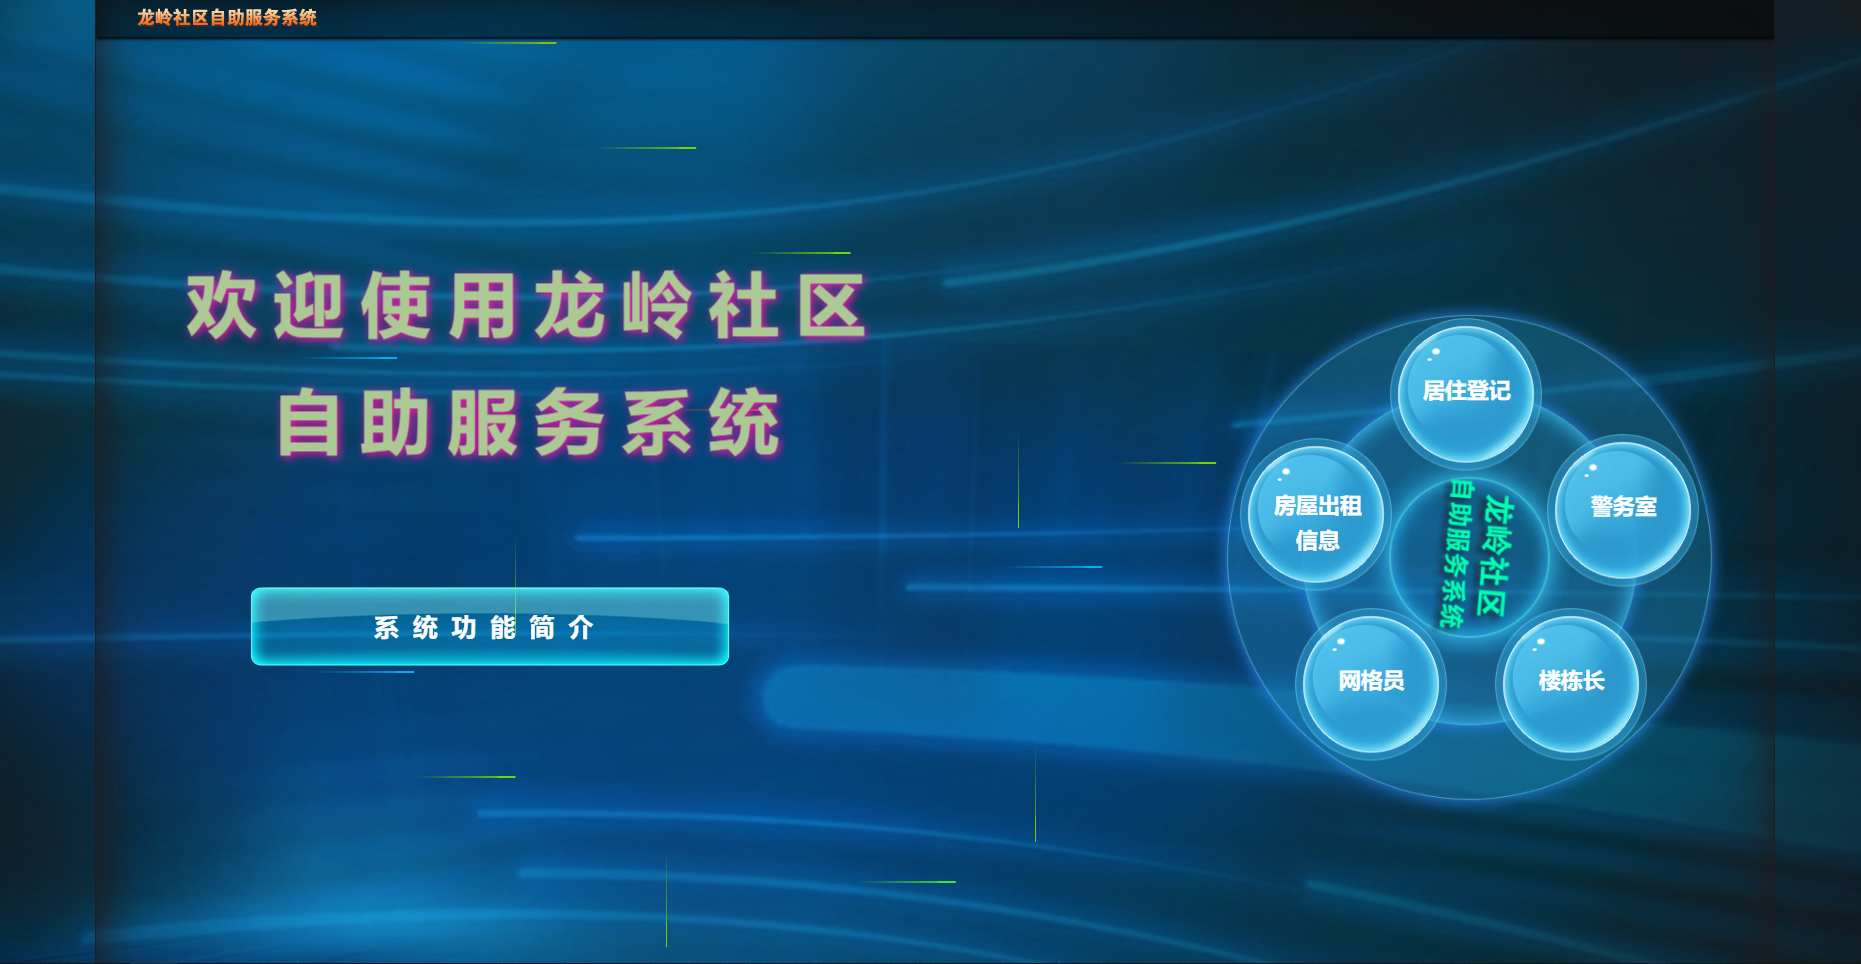 龙岭社区自助服务系统
欢迎使用龙岭社区
自助服务系统
系统功能简介
居住登记
房屋出租
信息
警务室
龙岭社区
自助服务系统
网格员
楼栋长